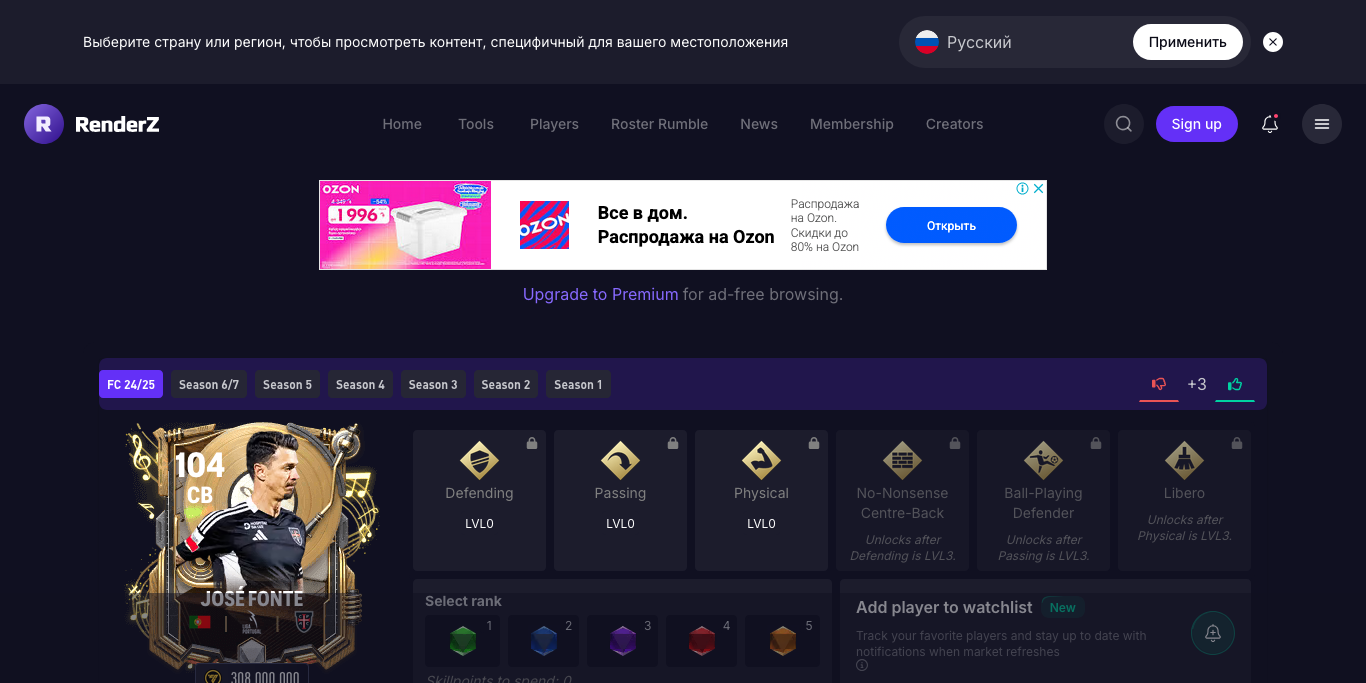 Выберите страну или регион, чтобы просмотреть контент, специфичный для вашего местоположения
Русский
Применить
R RenderZ
Home Tools Players Roster Rumble News Membership Creators
Sign up
OZON
-54%
1 996
OZON
Все в дом.
Распродажа на Ozon
Распродажа
на Ozon.
Скидки до
80% на Ozon
Открыть
Upgrade to Premium for ad-free browsing.
FC 24/25 Season 6/7 Season 5 Season 4 Season 3 Season 2 Season 1
+3
104
CB
JOSÉ FONTE
LIGA
PORTUGAL
308 000 000
Defending
LVL0
Passing
LVL0
Physical
LVL0
No-Nonsense
Centre-Back
Unlocks after
Defending is LVL3.
Ball-Playing
Defender
Unlocks after
Passing is LVL3.
Libero
Unlocks after
Physical is LVL3.
Select rank
1 2 3 4 5
Skillpoints to spend: 0
Add player to watchlist New
Track your favorite players and stay up to date with
notifications when market refreshes